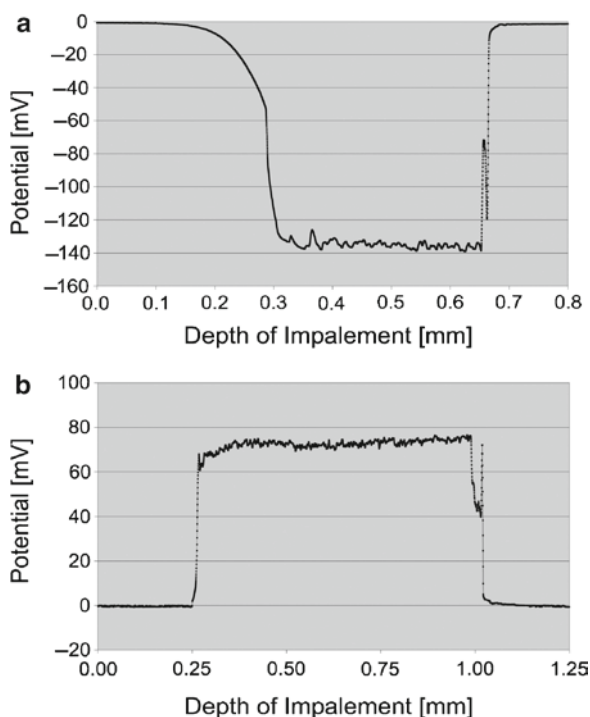 a
Potential [mV]
0
−20
−40
−60
−80
−100
−120
−140
−160
0.0 0.1 0.2 0.3 0.4 0.5 0.6 0.7 0.8
Depth of Impalement [mm]
b
Potential [mV]
100
80
60
40
20
0
−20
0.00 0.25 0.50 0.75 1.00 1.25
Depth of Impalement [mm]